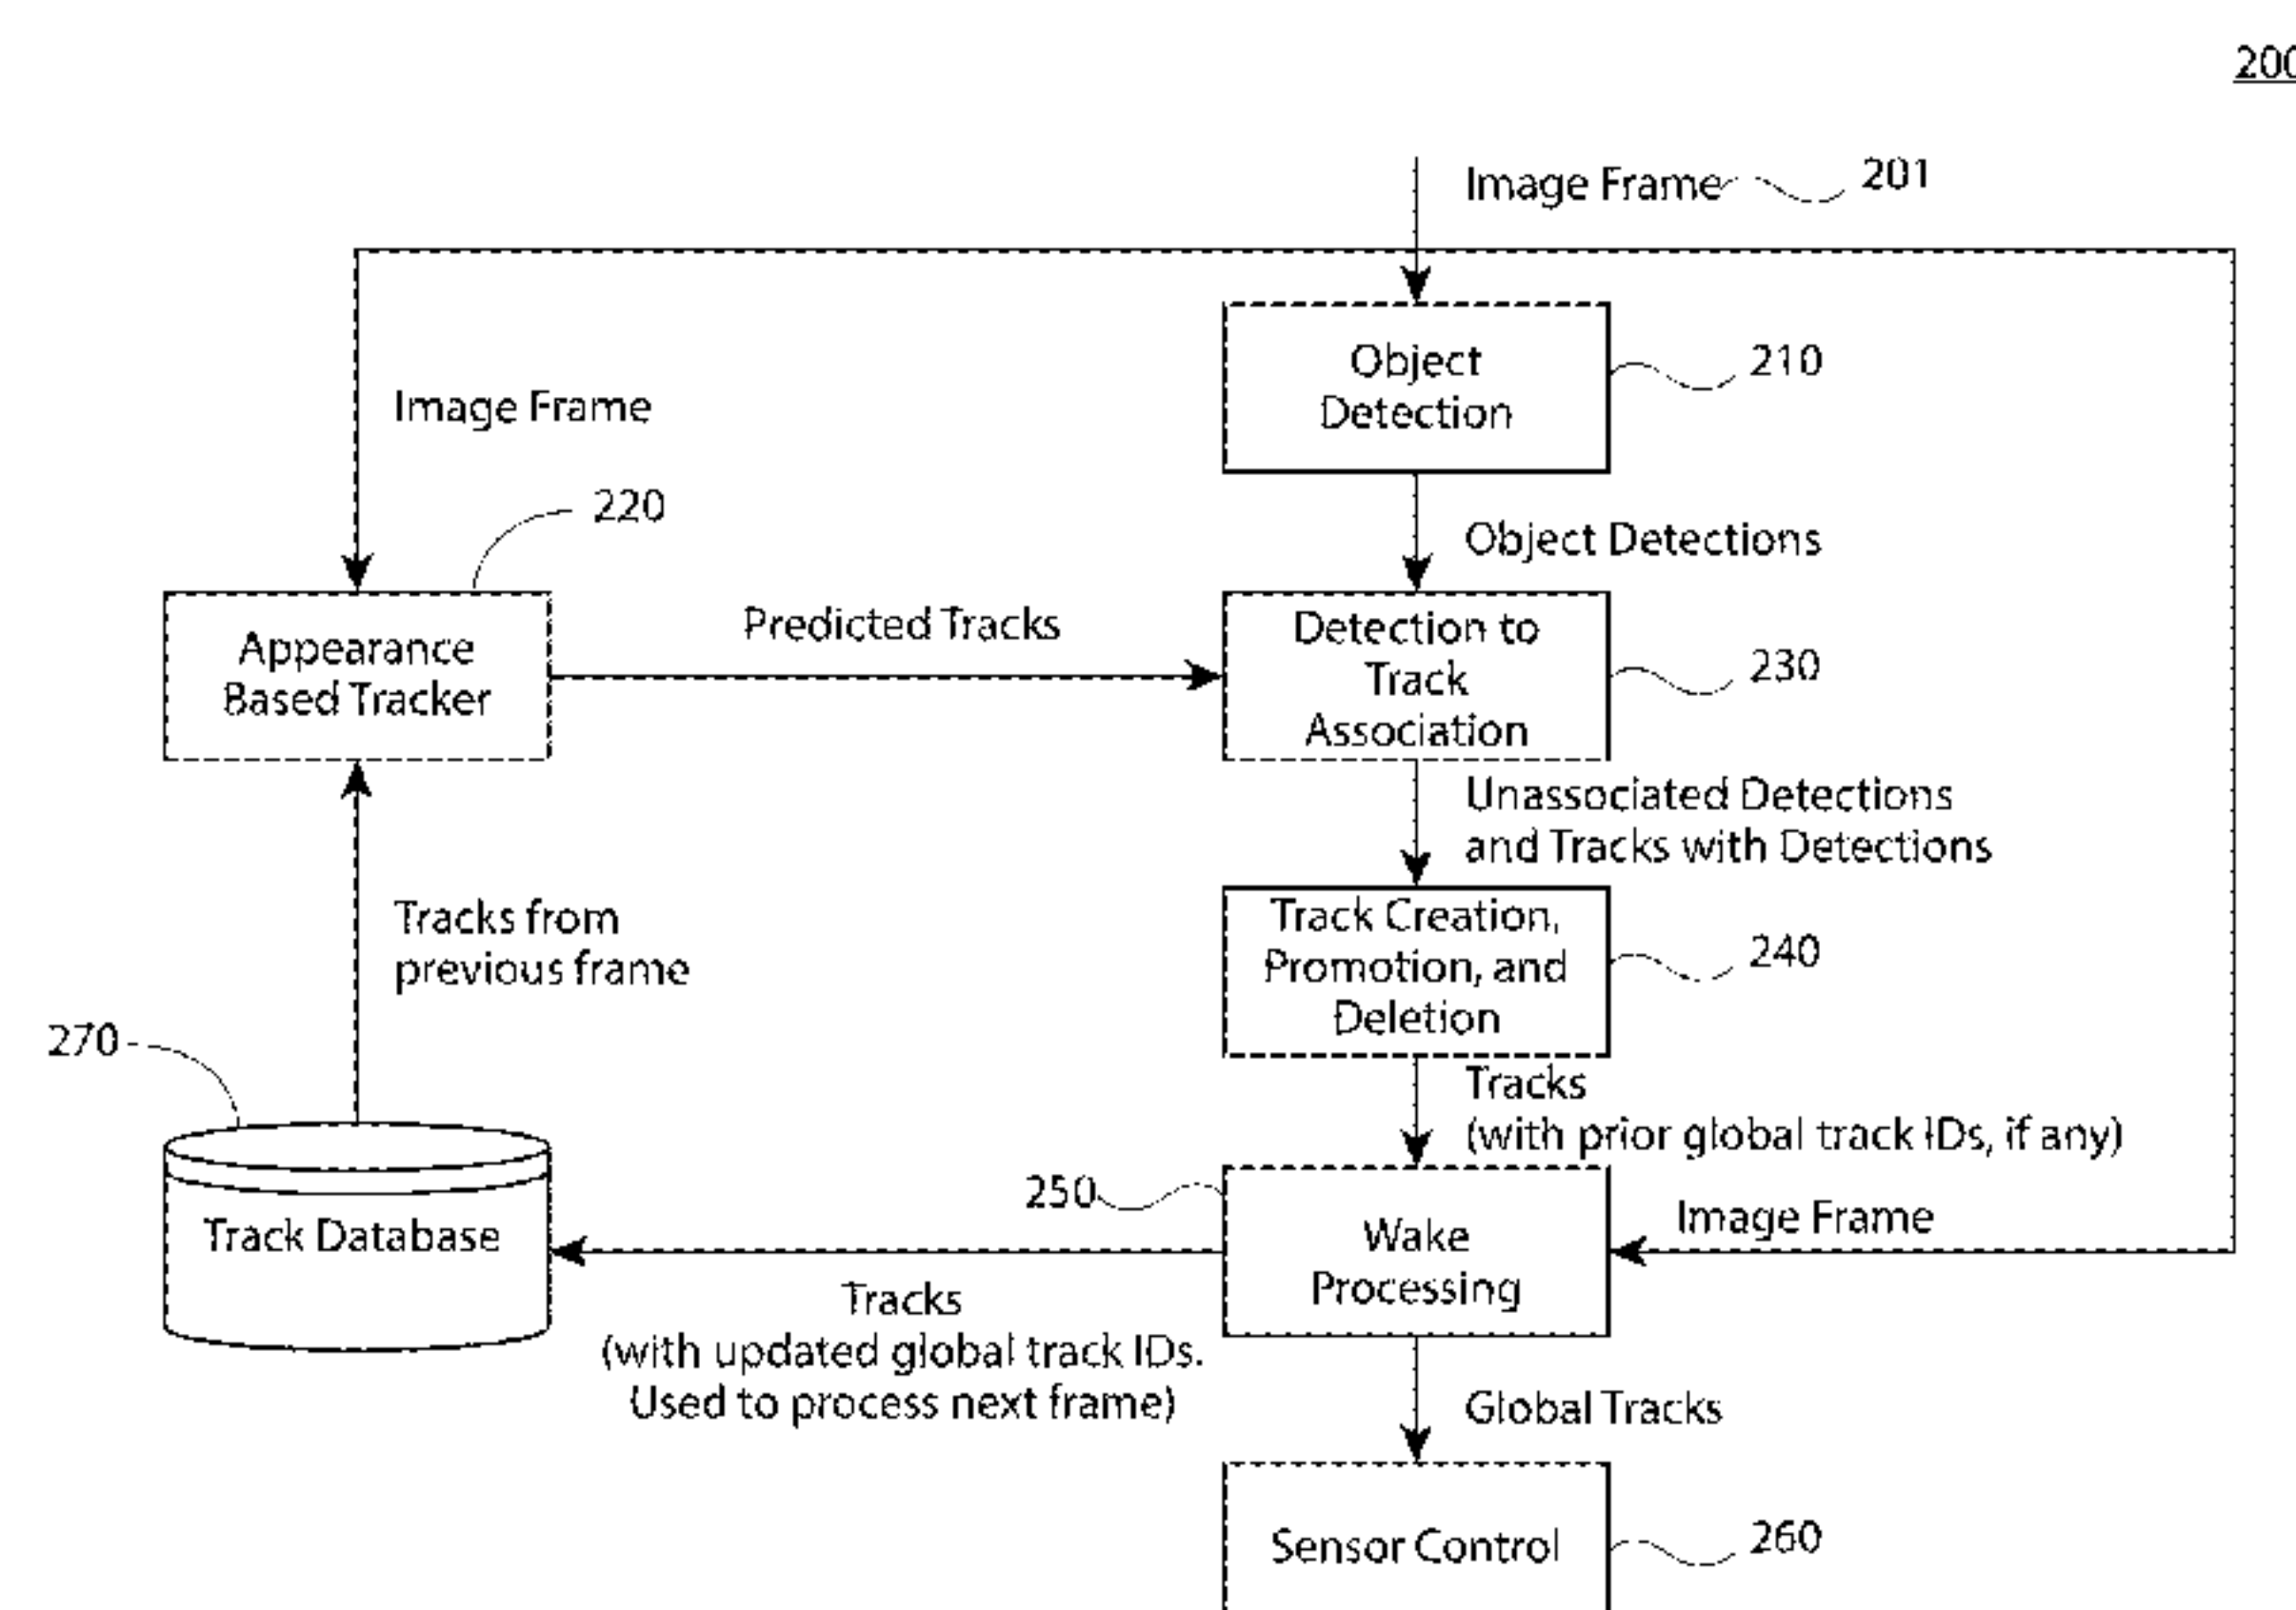 200
Image Frame 201
Object
Detection
210
Image Frame
220
Object Detections
Appearance
Based Tracker
Predicted Tracks
Detection to
Track
Association
230
Unassociated Detections
and Tracks with Detections
Tracks from
previous frame
Track Creation,
Promotion, and
Deletion
240
270
Tracks
(with prior global track IDs, if any)
250
Image Frame
Track Database
Wake
Processing
Tracks
(with updated global track IDs.
Used to process next frame)
Global Tracks
Sensor Control
260